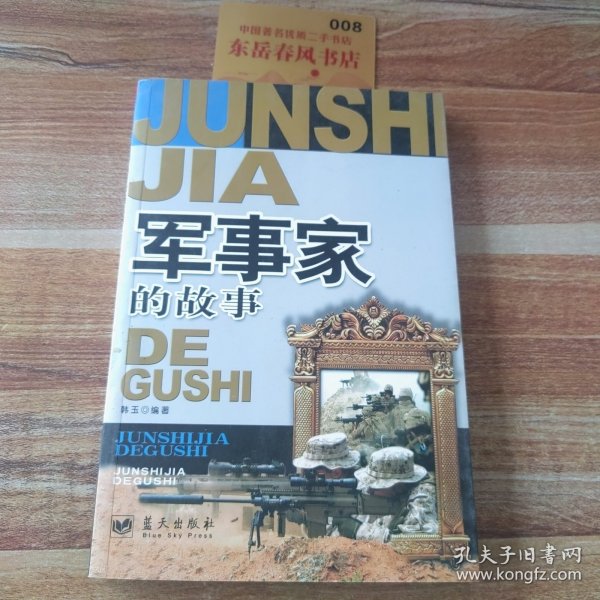 008
中国著名优质二手书店
东岳春风书店
JUNSHI
JIA
军事家
的故事
DE
GUSHI
韩玉◎编著
JUNSHIJIA
DEGUSHI
JUNSHIJIA
DEGUSHI
蓝天出版社
Blue Sky Press
孔夫子旧书网
www.kongfz.com